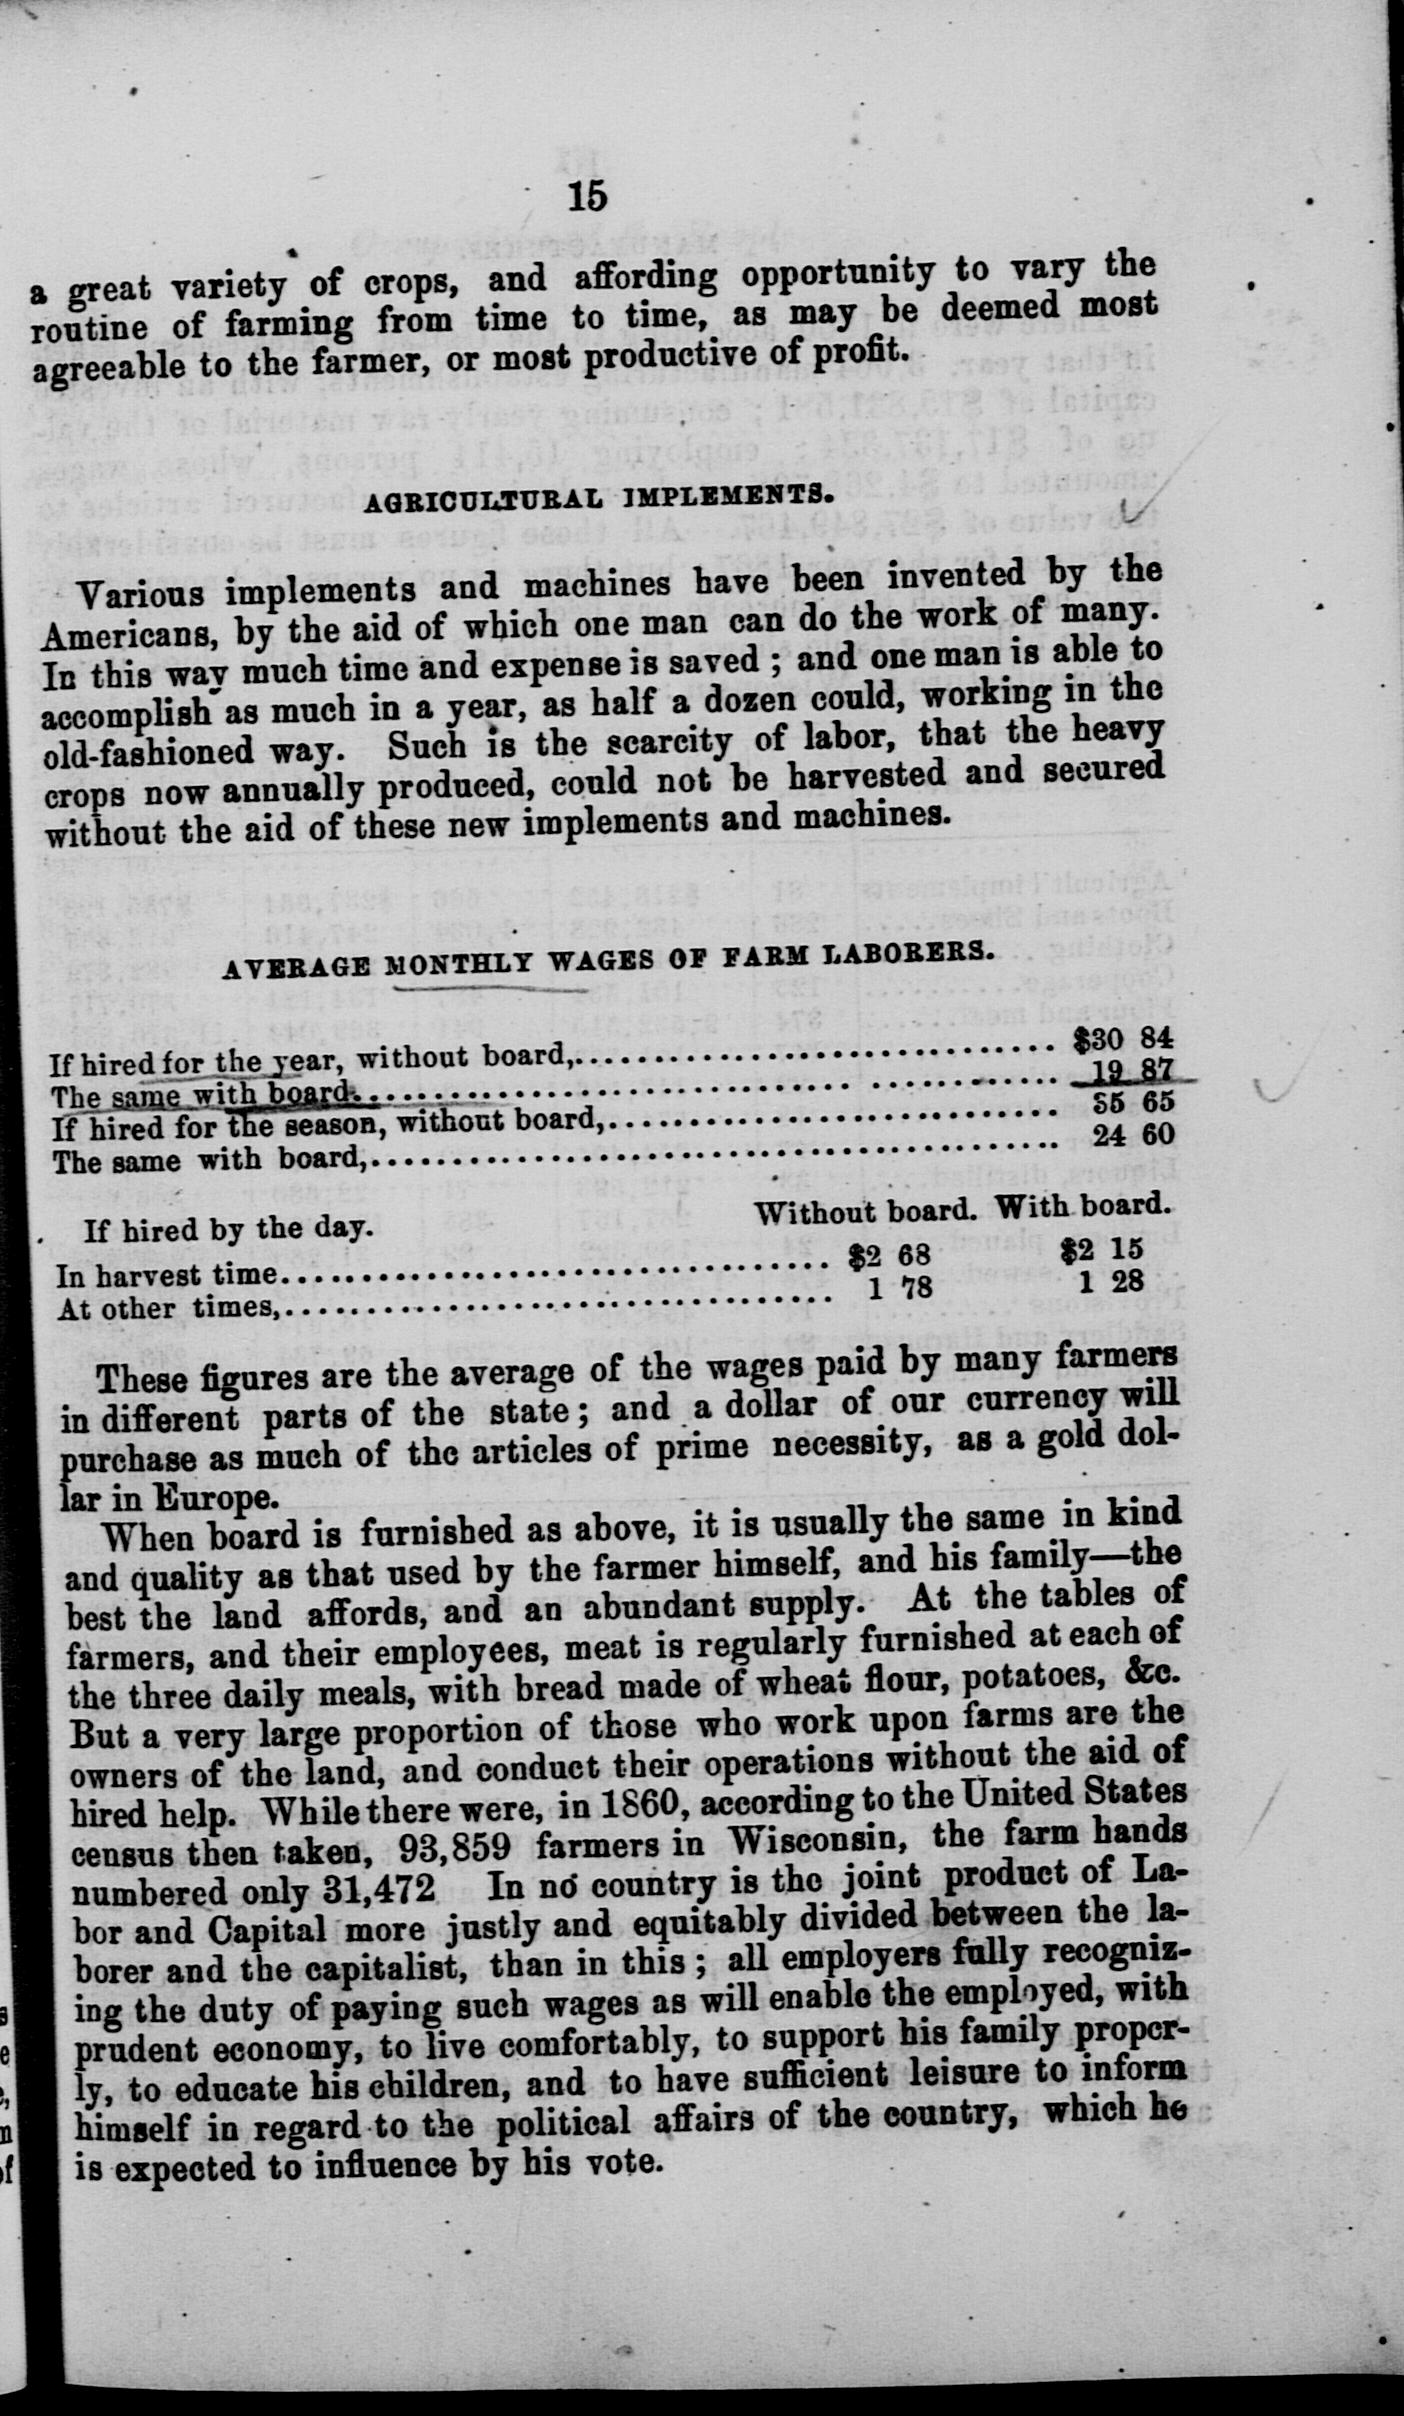 15
a great variety of crops, and affording opportunity to vary the
routine of farming from time to time, as may be deemed most
agreeable to the farmer, or most productive of profit.
AGRICULTURAL IMPLEMENTS.
Various implements and machines have been invented by the
Americans, by the aid of which one man can do the work of many.
In this way much time and expense is saved ; and one man is able to
accomplish as much in a year, as half a dozen could, working in the
old-fashioned way. Such is the scarcity of labor, that the heavy
crops now annually produced, could not be harvested and secured
without the aid of these new implements and machines.
AVERAGE MONTHLY WAGES OF FARM LABORERS.
If hired for the year, without board,................................ $30 84
The same with board............................................ 19 87
If hired for the season, without board,.............................. 35 65
The same with board,............................................ 24 60
If hired by the day. Without board. With board.
In harvest time.................................. $2 68 $2 15
At other times,.................................. 1 78 1 28
These figures are the average of the wages paid by many farmers
in different parts of the state; and a dollar of our currency will
purchase as much of the articles of prime necessity, as a gold dol-
lar in Europe.
When board is furnished as above, it is usually the same in kind
and quality as that used by the farmer himself, and his family—the
best the land affords, and an abundant supply. At the tables of
farmers, and their employees, meat is regularly furnished at each of
the three daily meals, with bread made of wheat flour, potatoes, &c.
But a very large proportion of those who work upon farms are the
owners of the land, and conduct their operations without the aid of
hired help. While there were, in 1860, according to the United States
census then taken, 93,859 farmers in Wisconsin, the farm hands
numbered only 31,472 In no country is the joint product of La-
bor and Capital more justly and equitably divided between the la-
borer and the capitalist, than in this ; all employers fully recogniz-
ing the duty of paying such wages as will enable the employed, with
prudent economy, to live comfortably, to support his family proper-
ly, to educate his children, and to have sufficient leisure to inform
himself in regard to the political affairs of the country, which he
is expected to influence by his vote.